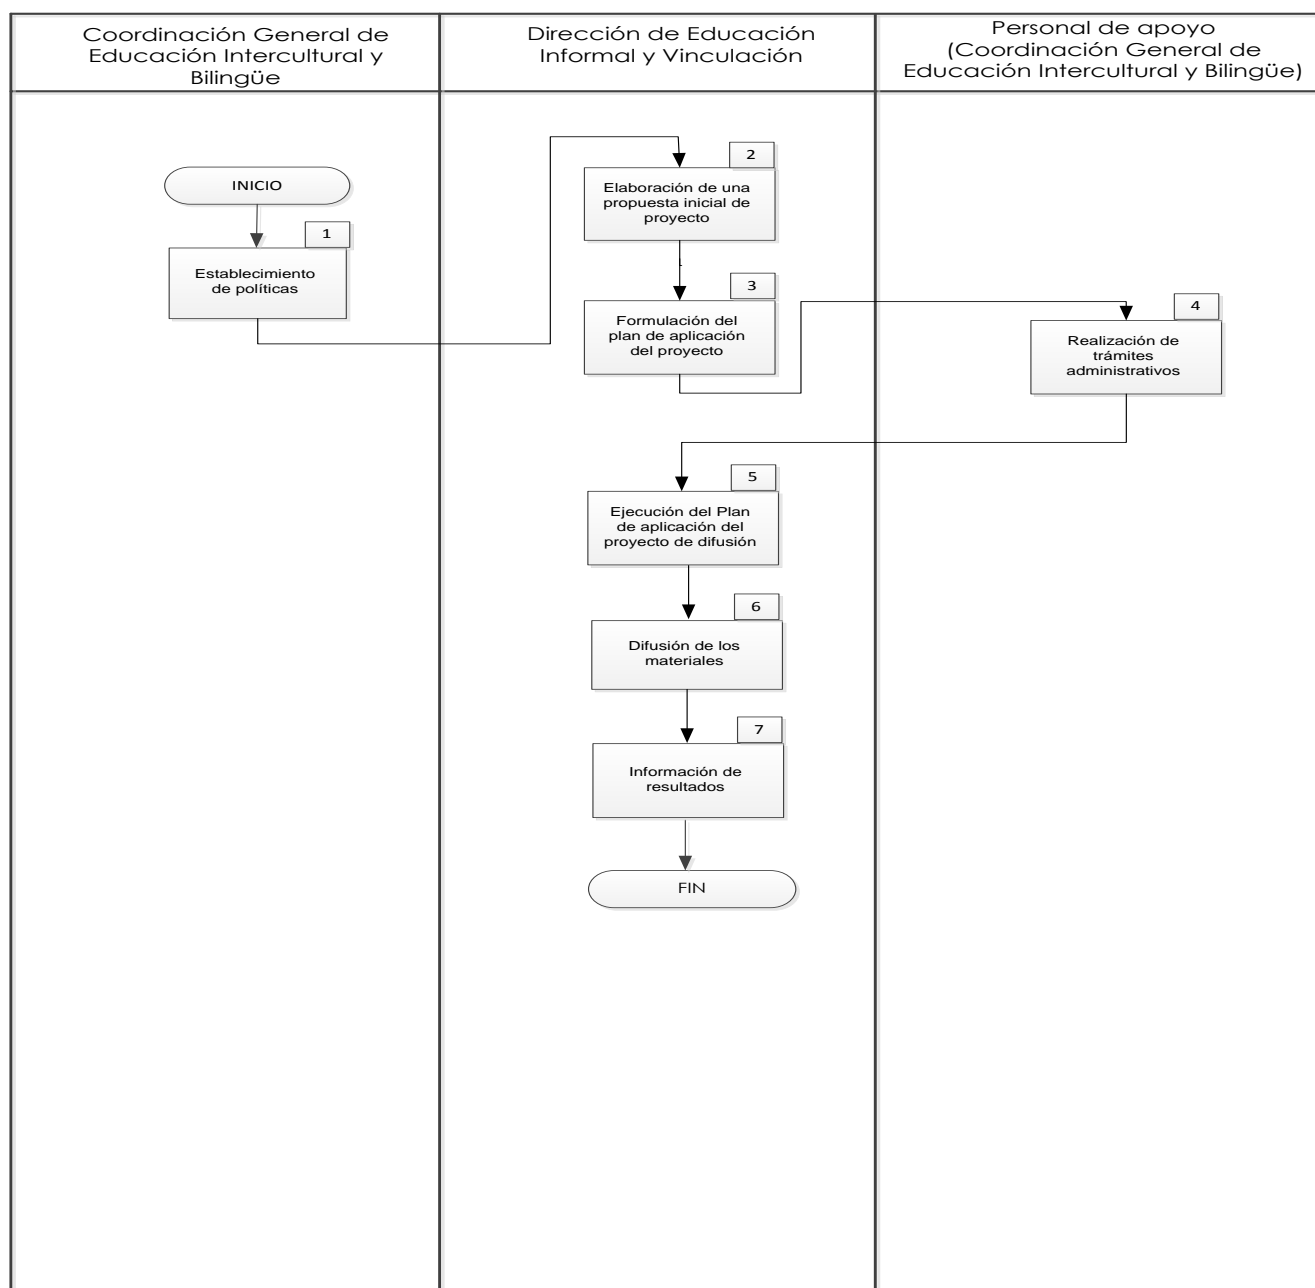 Coordinación General de
Educación Intercultural y
Bilingüe
Dirección de Educación
Informal y Vinculación
Personal de apoyo
(Coordinación General de
Educación Intercultural y Bilingüe)
INICIO
1
Establecimiento
de políticas
2
Elaboración de una
propuesta inicial de
proyecto
3
Formulación del
plan de aplicación
del proyecto
4
Realización de
trámites
administrativos
5
Ejecución del Plan
de aplicación del
proyecto de difusión
6
Difusión de los
materiales
7
Información de
resultados
FIN